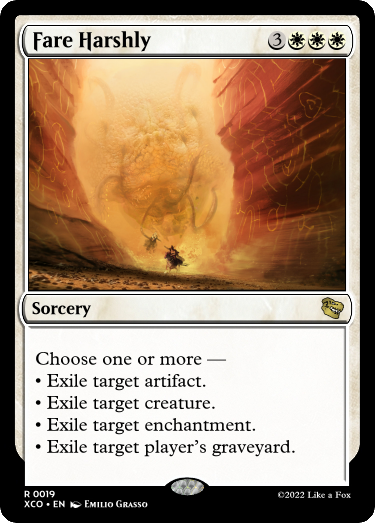 Fare Harshly 3
Sorcery
Choose one or more —
• Exile target artifact.
• Exile target creature.
• Exile target enchantment.
• Exile target player's graveyard.
R 0019
XCO • EN Emilio Grasso
©2022 Like a Fox